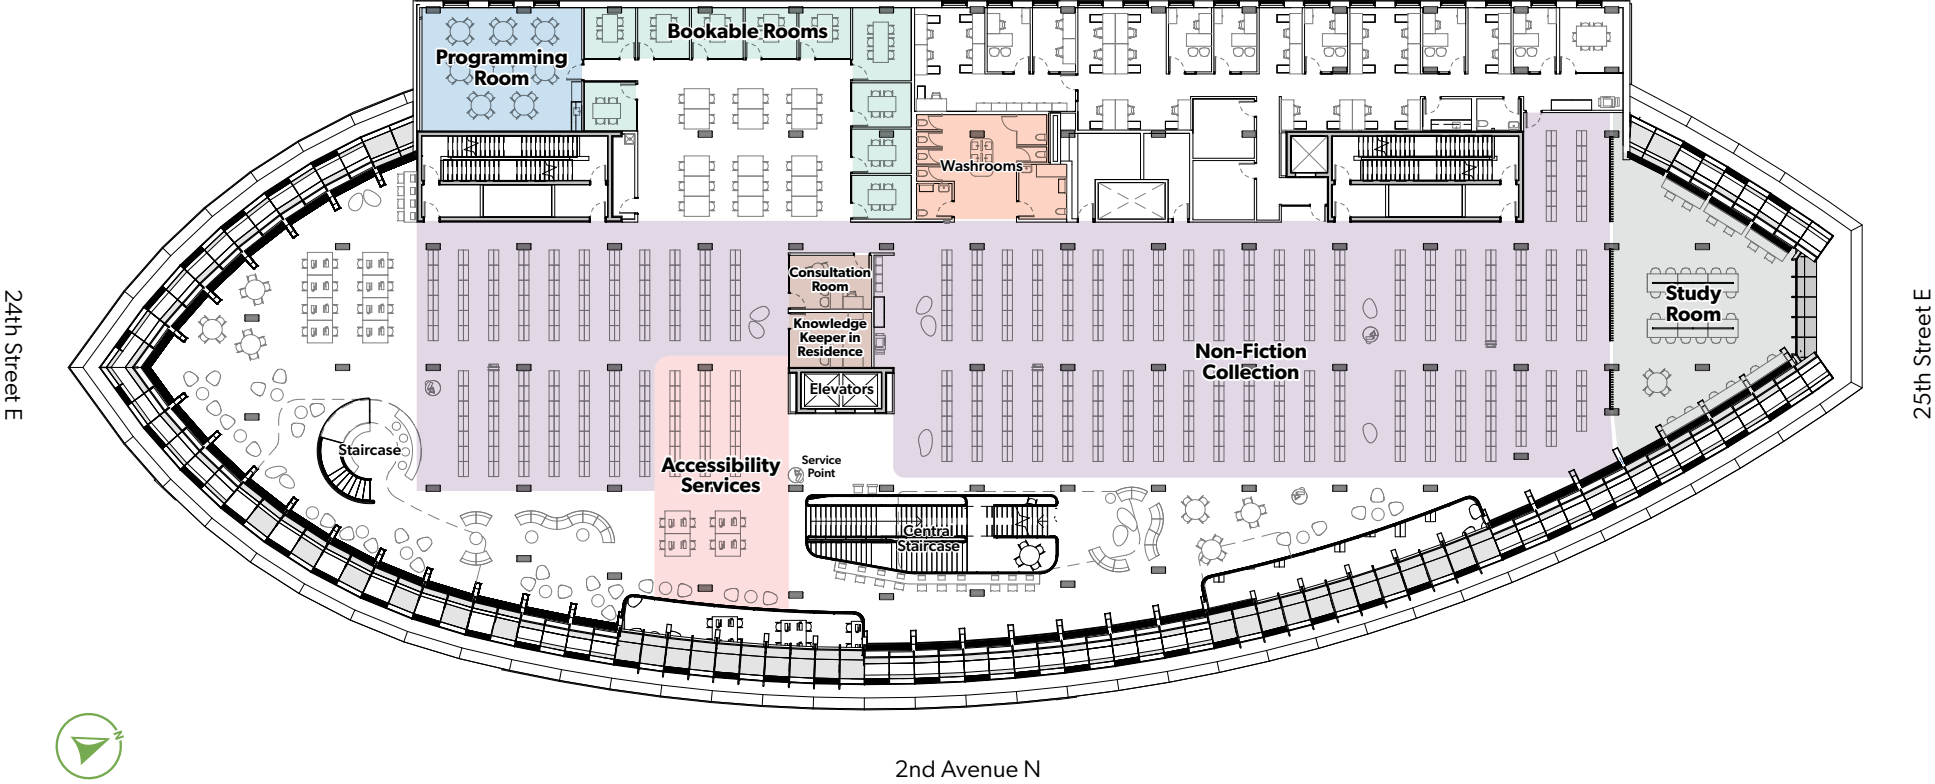 Bookable Rooms
Programming
Room
Washrooms
Consultation
Room
Knowledge
Keeper in
Residence
Elevators
Study
Room
Non-Fiction
Collection
Staircase
Accessibility
Services
Service
Point
Central
Staircase
24th Street E
25th Street E
2nd Avenue N
N